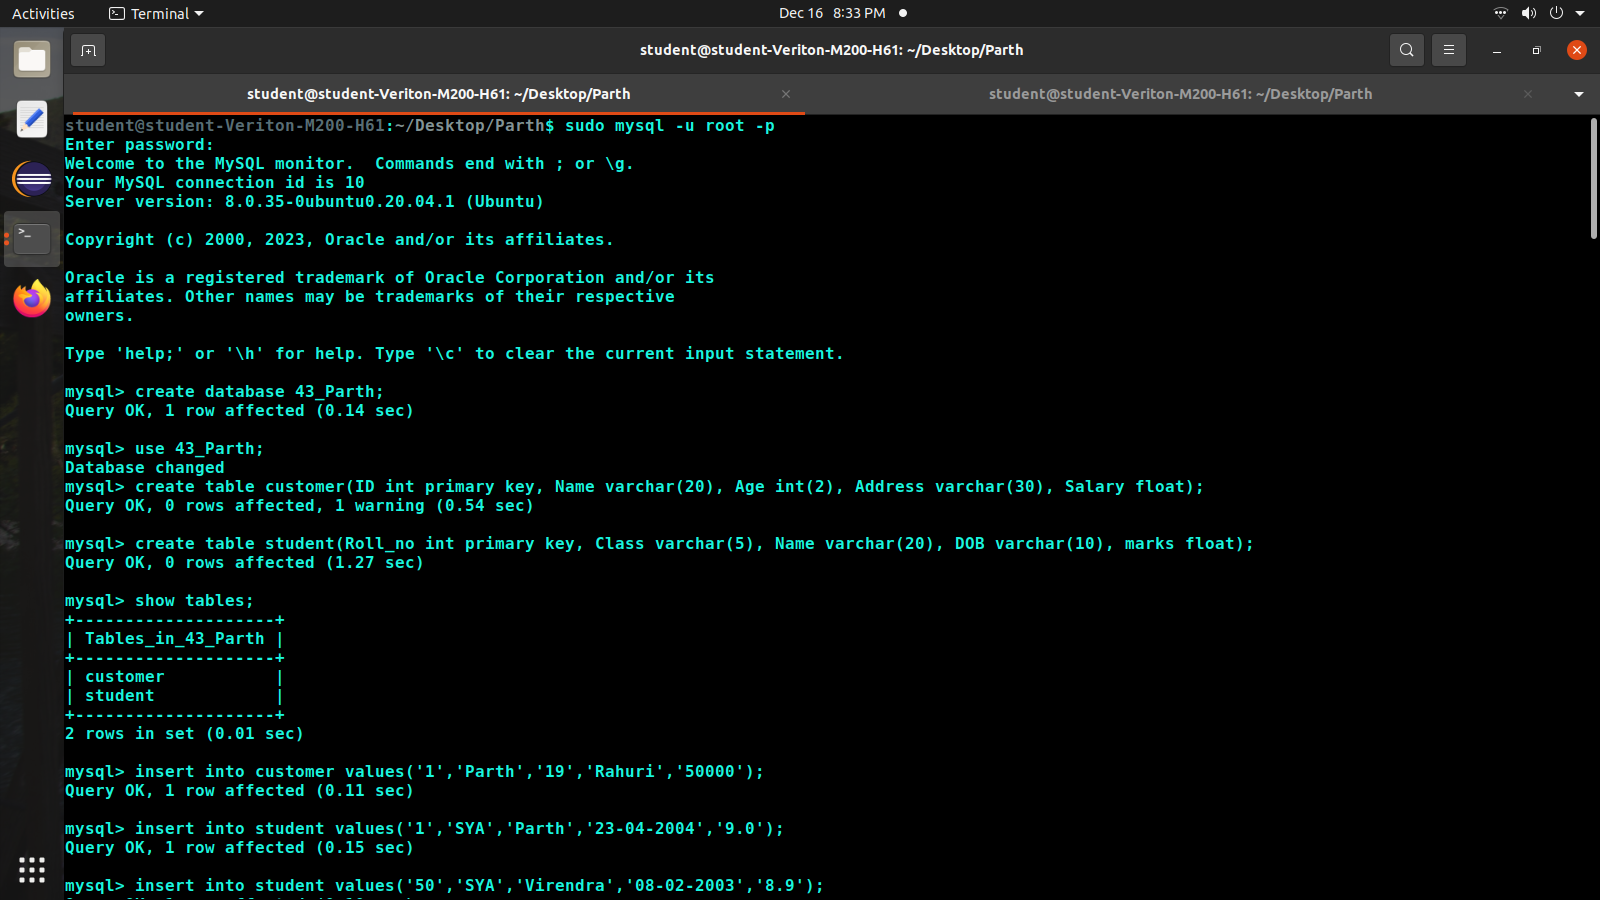 Activities Terminal Dec 16 8:33 PM
student@student-Veriton-M200-H61: ~/Desktop/Parth
student@student-Veriton-M200-H61: ~/Desktop/Parth student@student-Veriton-M200-H61: ~/Desktop/Parth
student@student-Veriton-M200-H61:~/Desktop/Parth$ sudo mysql -u root -p
Enter password:
Welcome to the MySQL monitor.  Commands end with ; or \g.
Your MySQL connection id is 10
Server version: 8.0.35-0ubuntu0.20.04.1 (Ubuntu)
Copyright (c) 2000, 2023, Oracle and/or its affiliates.
Oracle is a registered trademark of Oracle Corporation and/or its
affiliates. Other names may be trademarks of their respective
owners.
Type 'help;' or '\h' for help. Type '\c' to clear the current input statement.
mysql> create database 43_Parth;
Query OK, 1 row affected (0.14 sec)
mysql> use 43_Parth;
Database changed
mysql> create table customer(ID int primary key, Name varchar(20), Age int(2), Address varchar(30), Salary float);
Query OK, 0 rows affected, 1 warning (0.54 sec)
mysql> create table student(Roll_no int primary key, Class varchar(5), Name varchar(20), DOB varchar(10), marks float);
Query OK, 0 rows affected (1.27 sec)
mysql> show tables;
+--------------------+
| Tables_in_43_Parth |
+--------------------+
| customer           |
| student            |
+--------------------+
2 rows in set (0.01 sec)
mysql> insert into customer values('1','Parth','19','Rahuri','50000');
Query OK, 1 row affected (0.11 sec)
mysql> insert into student values('1','SYA','Parth','23-04-2004','9.0');
Query OK, 1 row affected (0.15 sec)
mysql> insert into student values('50','SYA','Virendra','08-02-2003','8.9');